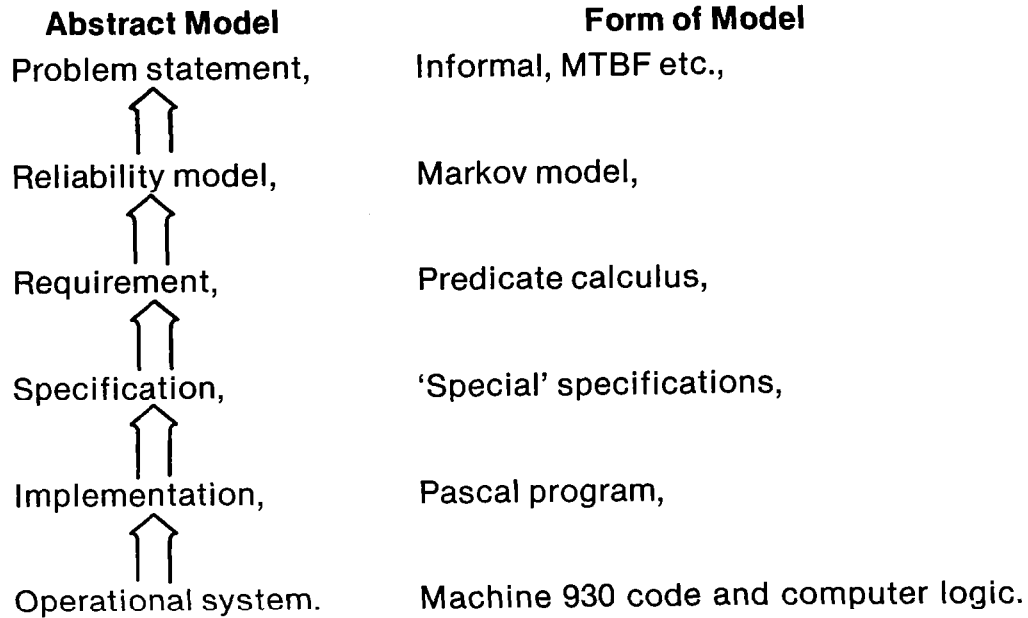 Abstract Model Form of Model
Problem statement, Informal, MTBF etc.,
Reliability model, Markov model,
Requirement, Predicate calculus,
Specification, ‘Special’ specifications,
Implementation, Pascal program,
Operational system. Machine 930 code and computer logic.